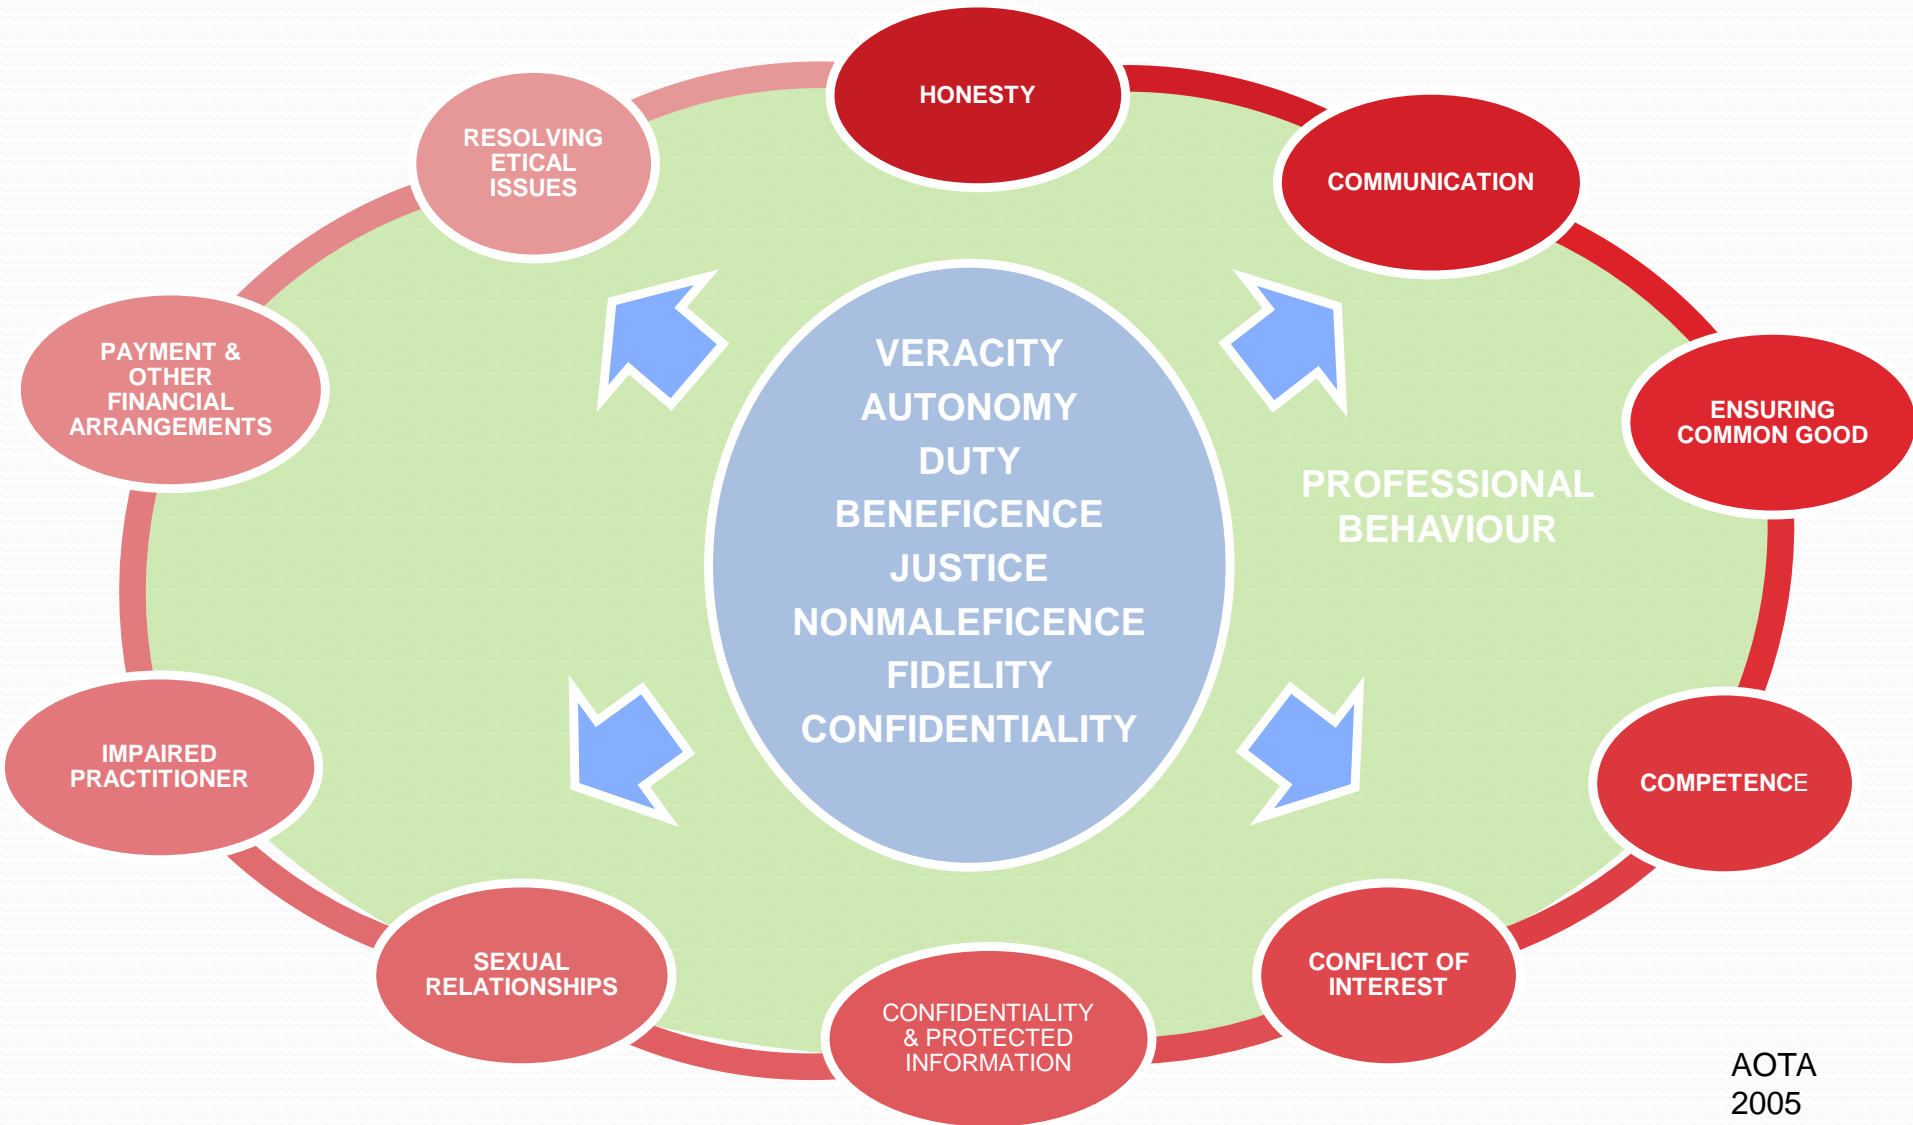 HONESTY
COMMUNICATION
ENSURING
COMMON GOOD
COMPETENCE
CONFLICT OF
INTEREST
CONFIDENTIALITY
& PROTECTED
INFORMATION
SEXUAL
RELATIONSHIPS
IMPAIRED
PRACTITIONER
PAYMENT &
OTHER
FINANCIAL
ARRANGEMENTS
RESOLVING
ETICAL
ISSUES
VERACITY
AUTONOMY
DUTY
BENEFICENCE
JUSTICE
NONMALEFICENCE
FIDELITY
CONFIDENTIALITY
PROFESSIONAL
BEHAVIOUR
AOTA
2005